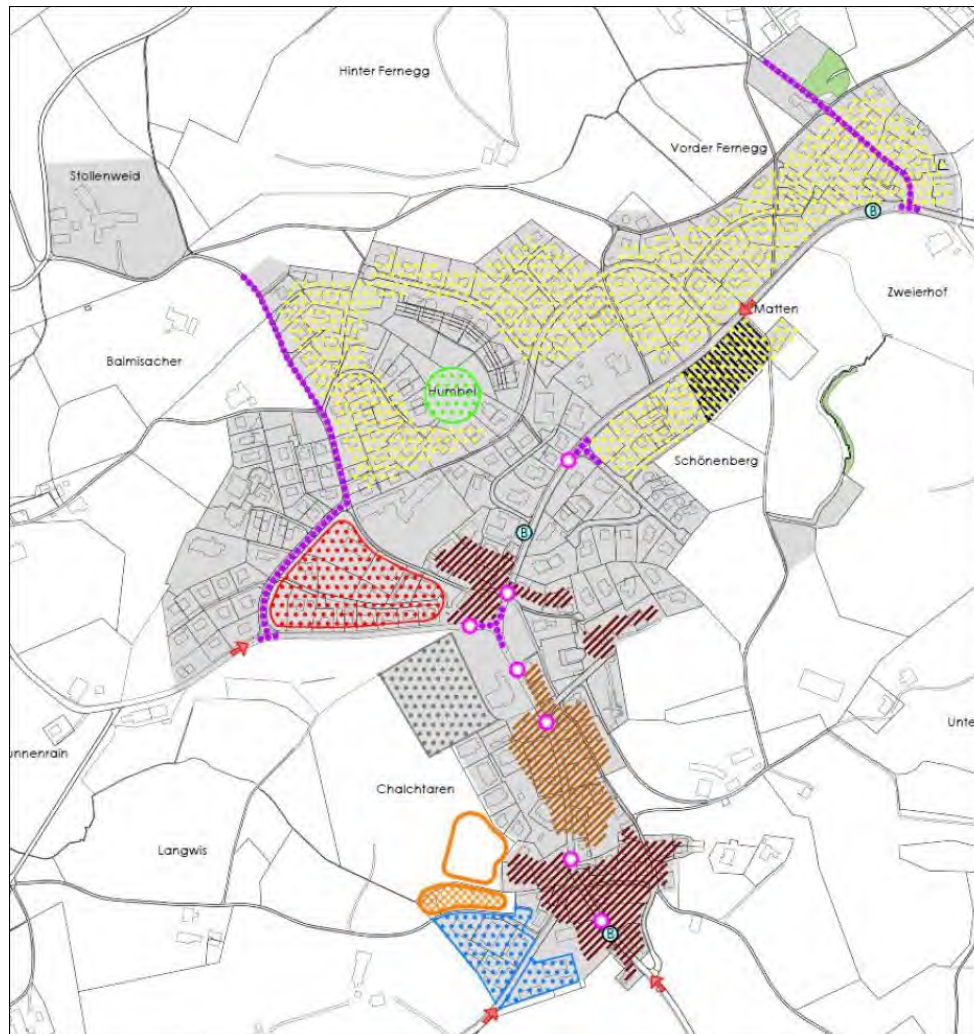 Hinter Fernegg
Vorder Fernegg
Stollenweid
B
Zweierhof
Matten
Balmisacher
Humbel
Schönenberg
B
Unte
unnenrain
Chalchtaren
Langwis
B